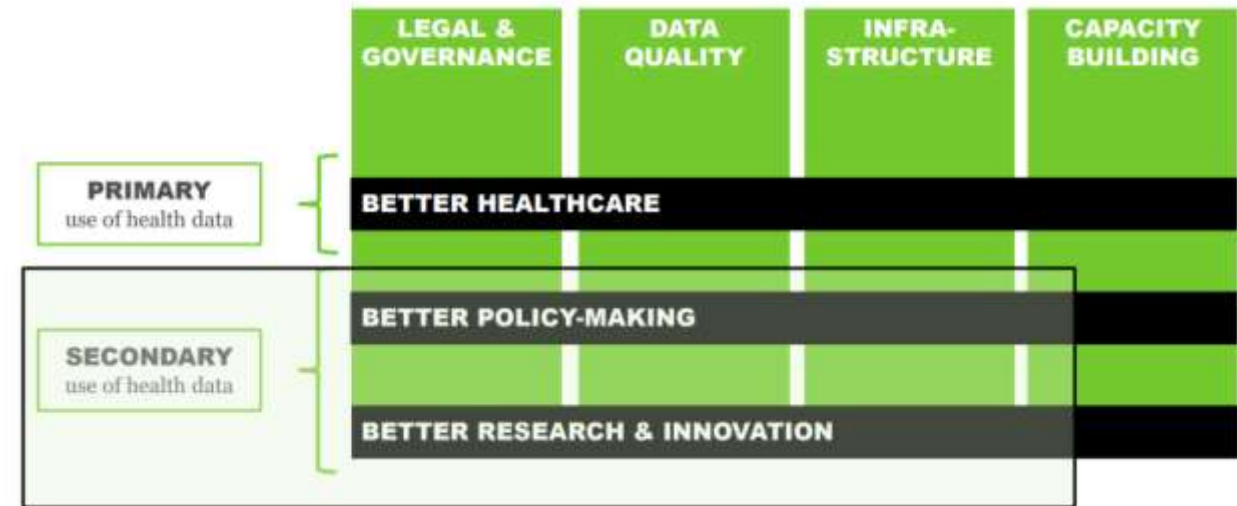 LEGAL &
GOVERNANCE
DATA
QUALITY
INFRA-
STRUCTURE
CAPACITY
BUILDING
PRIMARY
use of health data
BETTER HEALTHCARE
BETTER POLICY-MAKING
SECONDARY
use of health data
BETTER RESEARCH & INNOVATION